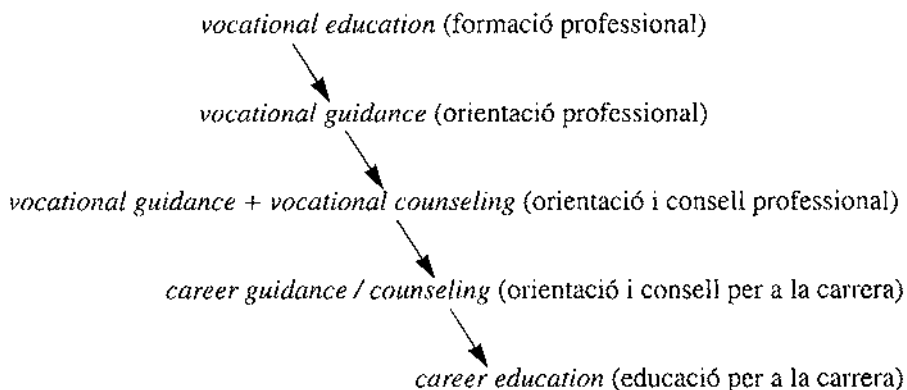 vocational education (formació professional)
vocational guidance (orientació professional)
vocational guidance + vocational counseling (orientació i consell professional)
career guidance / counseling (orientació i consell per a la carrera)
career education (educació per a la carrera)